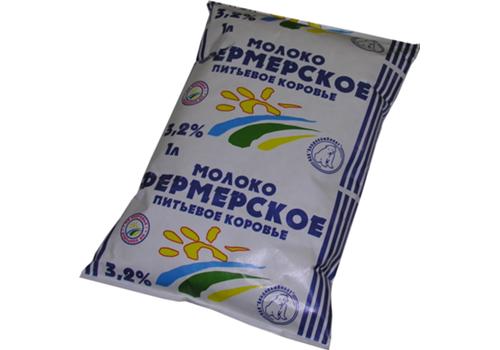 3,2%
1л
МОЛОКО
ФЕРМЕРСКОЕ
ПИТЬЕВОЕ КОРОВЬЕ
3,2%
1л
МОЛОКО
ФЕРМЕРСКОЕ
ПИТЬЕВОЕ КОРОВЬЕ
3,2%